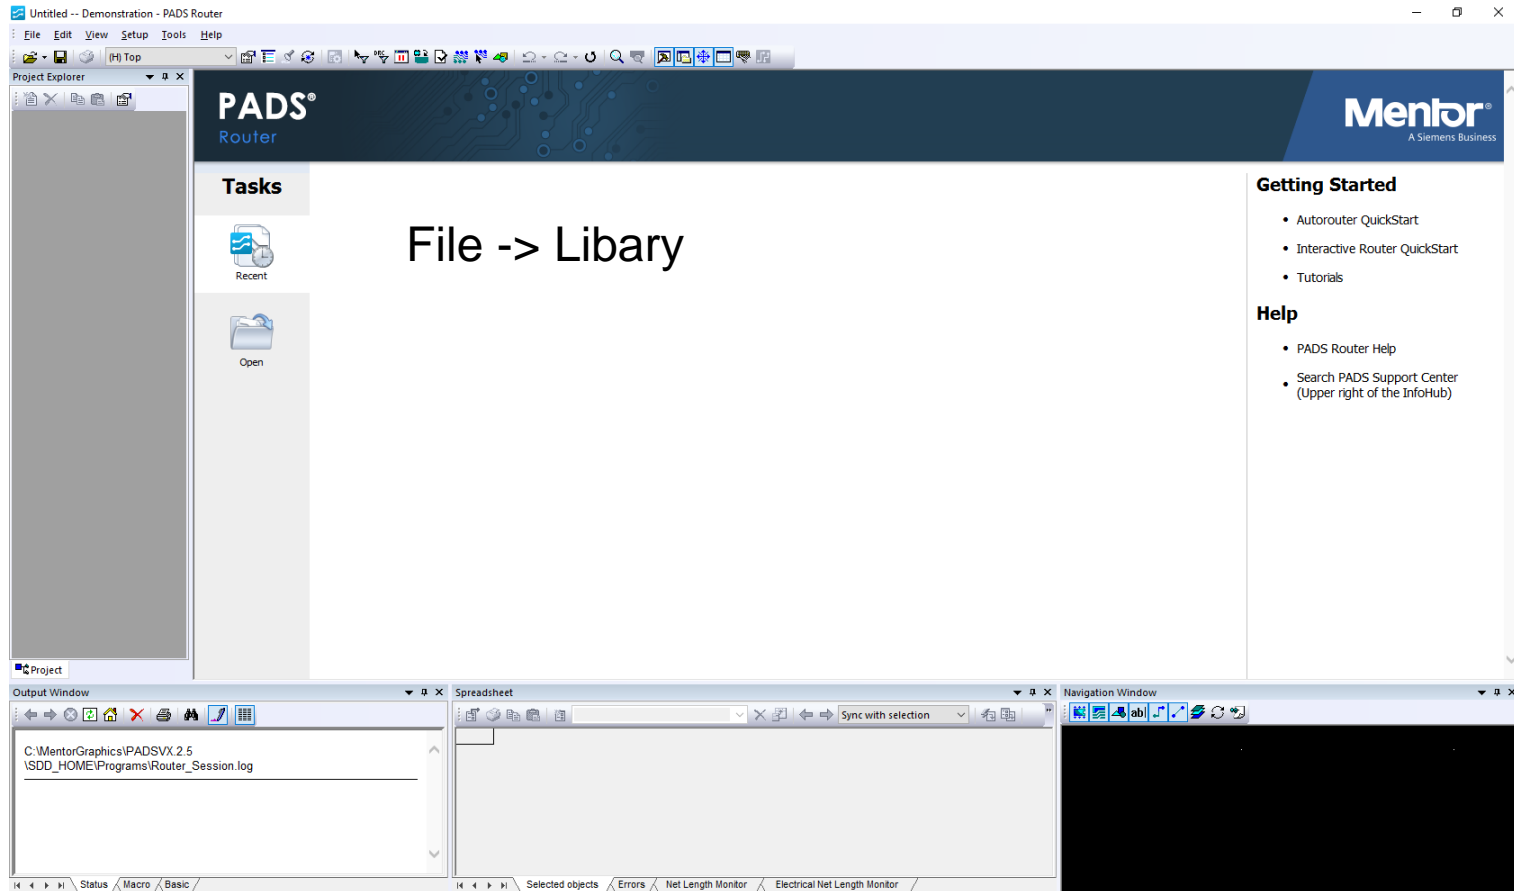 Untitled -- Demonstration - PADS Router
File Edit View Setup Tools Help
(H) Top
Project Explorer
PADS®
Router
Mentor®
A Siemens Business
Tasks
Recent
Open
File -> Libary
Getting Started
• Autorouter QuickStart
• Interactive Router QuickStart
• Tutorials
Help
• PADS Router Help
• Search PADS Support Center
(Upper right of the InfoHub)
Project
Output Window
C:\MentorGraphics\PADSVX.2.5
\SDD_HOME\Programs\Router_Session.log
Status Macro Basic
Spreadsheet
Sync with selection
Selected objects Errors Net Length Monitor Electrical Net Length Monitor
Navigation Window
ab